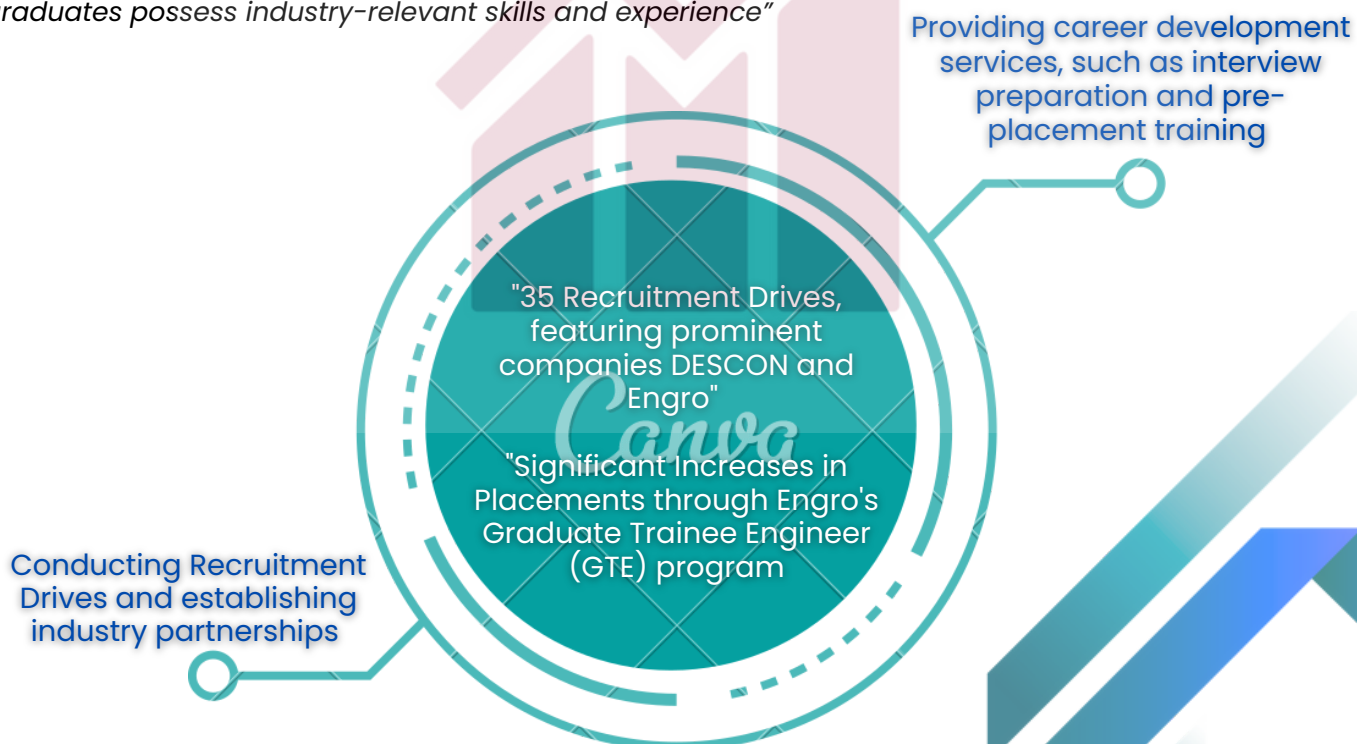 graduates possess industry-relevant skills and experience”
Providing career development
services, such as interview
preparation and pre-
placement training
"35 Recruitment Drives,
featuring prominent
companies DESCON and
Engro"
Canva
"Significant Increases in
Placements through Engro's
Graduate Trainee Engineer
(GTE) program
Conducting Recruitment
Drives and establishing
industry partnerships